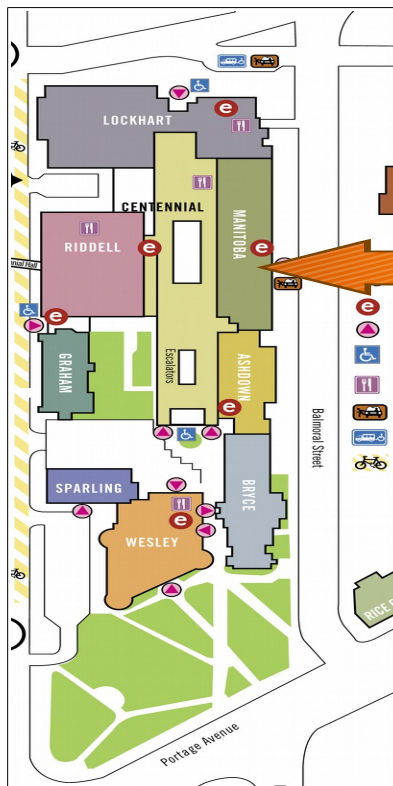 LOCKHART
e
CENTENNIAL
MANITOBA
RIDDELL
e
e
e
e
GRAHAM
Escalators
ASHDOWN
e
Balmoral Street
SPARLING
BRYCE
e
WESLEY
Portage Avenue